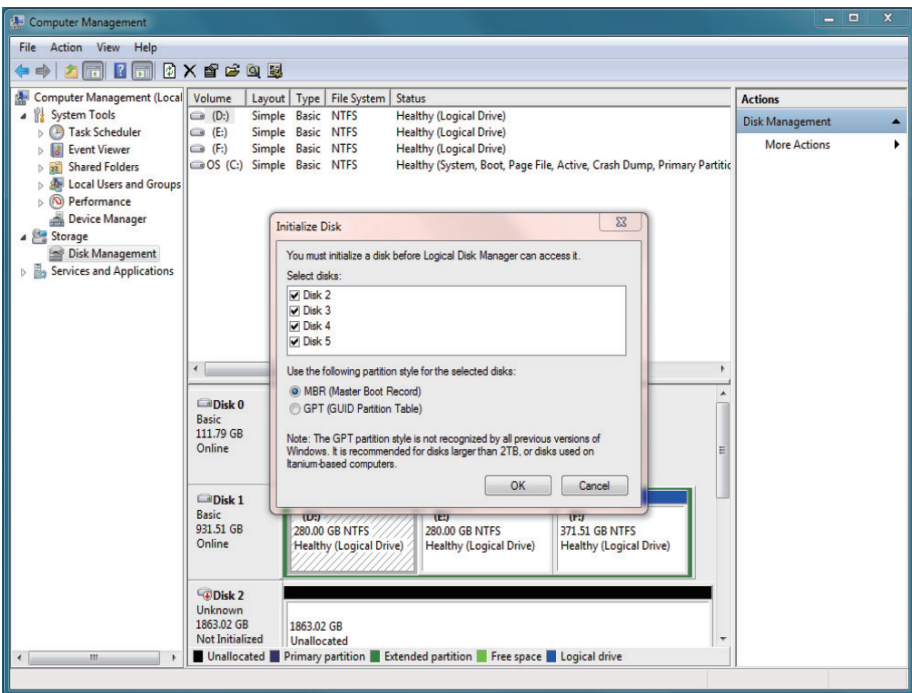 Computer Management
File Action View Help
Computer Management (Local
System Tools
Task Scheduler
Event Viewer
Shared Folders
Local Users and Groups
Performance
Device Manager
Storage
Disk Management
Services and Applications
Volume Layout Type File System Status
(D:) Simple Basic NTFS Healthy (Logical Drive)
(E:) Simple Basic NTFS Healthy (Logical Drive)
(F:) Simple Basic NTFS Healthy (Logical Drive)
OS (C:) Simple Basic NTFS Healthy (System, Boot, Page File, Active, Crash Dump, Primary Partitic
Actions
Disk Management
More Actions
Initialize Disk
You must initialize a disk before Logical Disk Manager can access it.
Select disks:
Disk 2
Disk 3
Disk 4
Disk 5
Use the following partition style for the selected disks:
MBR (Master Boot Record)
GPT (GUID Partition Table)
Note: The GPT partition style is not recognized by all previous versions of
Windows. It is recommended for disks larger than 2TB, or disks used on
Itanium-based computers.
OK Cancel
Disk 0
Basic
111.79 GB
Online
Disk 1
Basic
931.51 GB
Online
(D:)
280.00 GB NTFS
Healthy (Logical Drive)
(E:)
280.00 GB NTFS
Healthy (Logical Drive)
(F:)
371.51 GB NTFS
Healthy (Logical Drive)
Disk 2
Unknown
1863.02 GB
Not Initialized
1863.02 GB
Unallocated
Unallocated Primary partition Extended partition Free space Logical drive